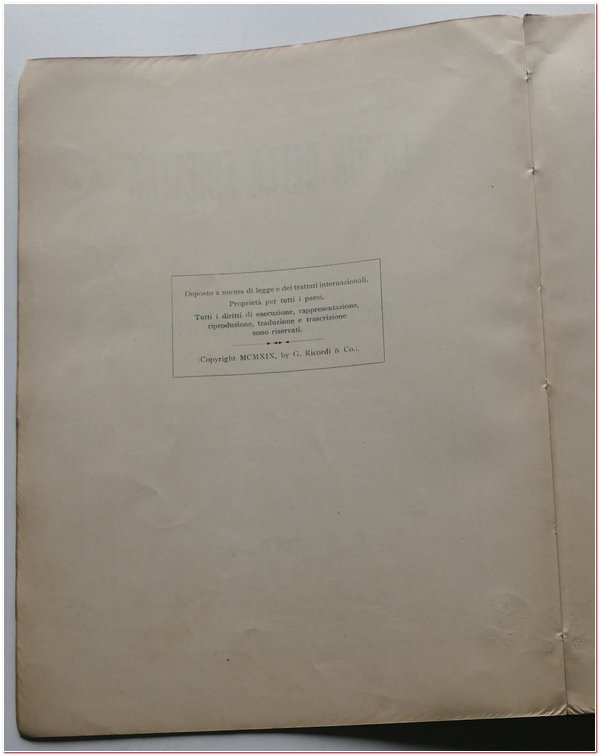 Deposto a norma di legge e dei trattati internazionali.
Proprietà per tutti i paesi.
Tutti i diritti di esecuzione, rappresentazione,
riproduzione, traduzione e trascrizione
sono riservati.
(Copyright MCMXIX, by G. Ricordi & Co.).